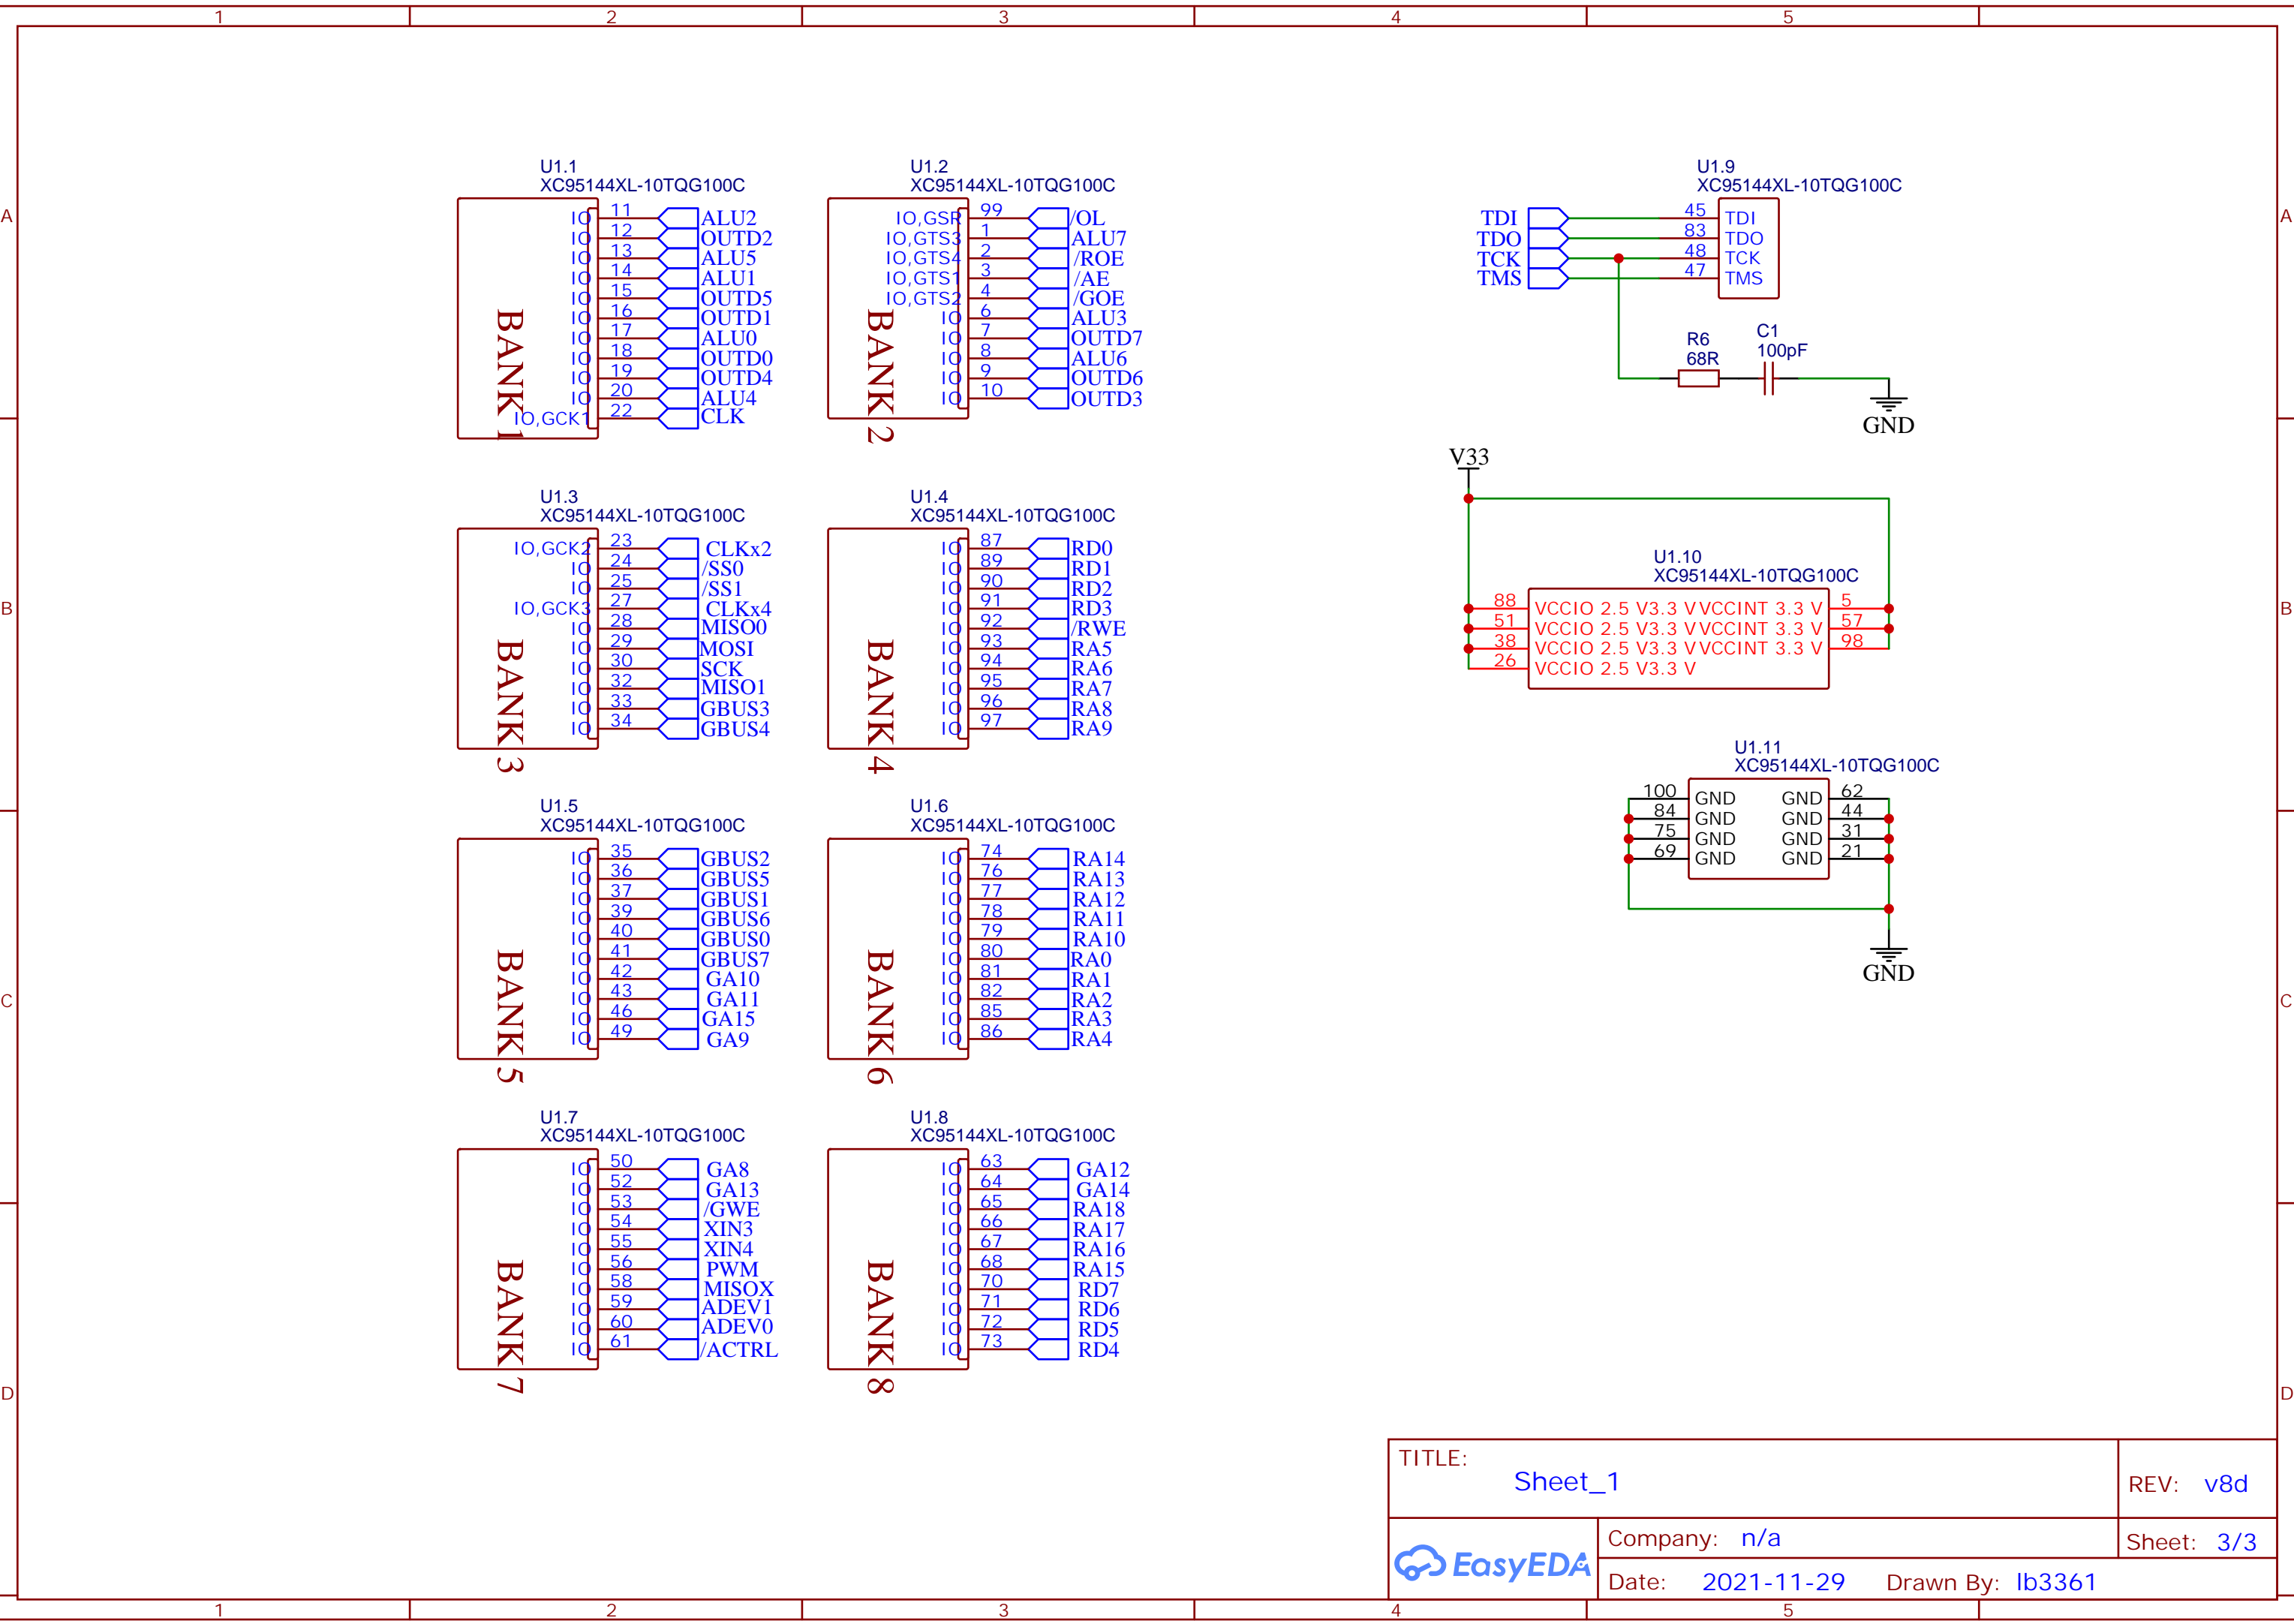 1 2 3 4 5
A
B
C
D
U1.1
XC95144XL-10TQG100C
BANK 1
IO 11 ALU2
IO 12 OUTD2
IO 13 ALU5
IO 14 ALU1
IO 15 OUTD5
IO 16 OUTD1
IO 17 ALU0
IO 18 OUTD0
IO 19 OUTD4
IO 20 ALU4
IO,GCK1 22 CLK
U1.2
XC95144XL-10TQG100C
BANK 2
IO,GSR 99 /OL
IO,GTS3 1 ALU7
IO,GTS4 2 /ROE
IO,GTS1 3 /AE
IO,GTS2 4 /GOE
IO 6 ALU3
IO 7 OUTD7
IO 8 ALU6
IO 9 OUTD6
IO 10 OUTD3
U1.3
XC95144XL-10TQG100C
BANK 3
IO,GCK2 23 CLKx2
IO 24 /SS0
IO 25 /SS1
IO,GCK3 27 CLKx4
IO 28 MISO0
IO 29 MOSI
IO 30 SCK
IO 32 MISO1
IO 33 GBUS3
IO 34 GBUS4
U1.4
XC95144XL-10TQG100C
BANK 4
IO 87 RD0
IO 89 RD1
IO 90 RD2
IO 91 RD3
IO 92 /RWE
IO 93 RA5
IO 94 RA6
IO 95 RA7
IO 96 RA8
IO 97 RA9
U1.5
XC95144XL-10TQG100C
BANK 5
IO 35 GBUS2
IO 36 GBUS5
IO 37 GBUS1
IO 39 GBUS6
IO 40 GBUS0
IO 41 GBUS7
IO 42 GA10
IO 43 GA11
IO 46 GA15
IO 49 GA9
U1.6
XC95144XL-10TQG100C
BANK 6
IO 74 RA14
IO 76 RA13
IO 77 RA12
IO 78 RA11
IO 79 RA10
IO 80 RA0
IO 81 RA1
IO 82 RA2
IO 85 RA3
IO 86 RA4
U1.7
XC95144XL-10TQG100C
BANK 7
IO 50 GA8
IO 52 GA13
IO 53 /GWE
IO 54 XIN3
IO 55 XIN4
IO 56 PWM
IO 58 MISOX
IO 59 ADEV1
IO 60 ADEV0
IO 61 /ACTRL
U1.8
XC95144XL-10TQG100C
BANK 8
IO 63 GA12
IO 64 GA14
IO 65 RA18
IO 66 RA17
IO 67 RA16
IO 68 RA15
IO 70 RD7
IO 71 RD6
IO 72 RD5
IO 73 RD4
U1.9
XC95144XL-10TQG100C
TDI 45 TDI
TDO 83 TDO
TCK 48 TCK
TMS 47 TMS
R6
68R
C1
100pF
GND
V33
U1.10
XC95144XL-10TQG100C
88 VCCIO 2.5 V3.3 V VCCINT 3.3 V 5
51 VCCIO 2.5 V3.3 V VCCINT 3.3 V 57
38 VCCIO 2.5 V3.3 V VCCINT 3.3 V 98
26 VCCIO 2.5 V3.3 V
U1.11
XC95144XL-10TQG100C
100 GND GND 62
84 GND GND 44
75 GND GND 31
69 GND GND 21
GND
A
B
C
D
TITLE:
Sheet_1
REV: v8d
EasyEDA
Company: n/a
Sheet: 3/3
Date: 2021-11-29 Drawn By: lb3361
1 2 3 4 5